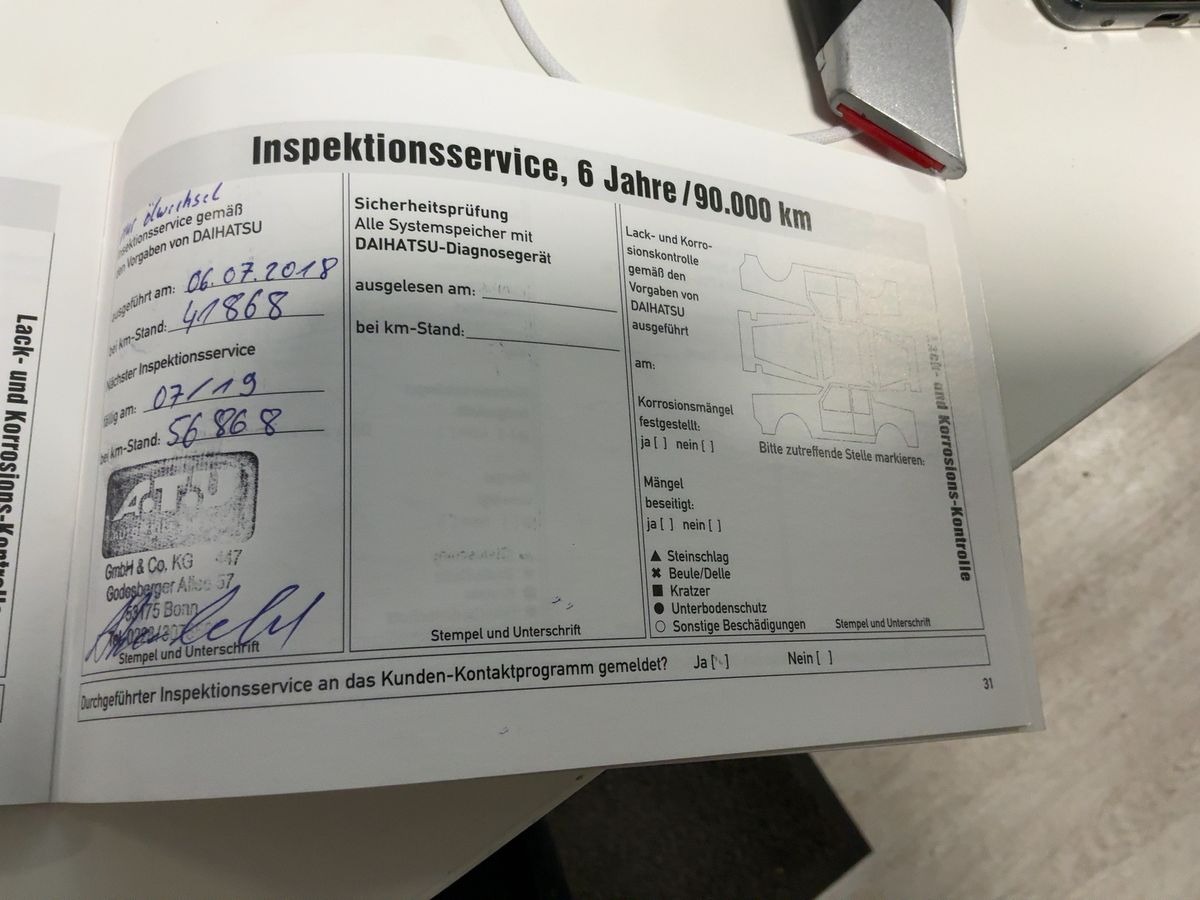 Inspektionsservice, 6 Jahre/90.000 km
nur ölwechsel
Inspektionsservice gemäß
den Vorgaben von DAIHATSU
ausgeführt am: 06.07.2018
bei km-Stand: 41868
Nächster Inspektionsservice
fällig am: 07/19
bei km-Stand: 56868
A.T.U
GmbH & Co. KG 447
Godesberger Allee 57
53175 Bonn
Stempel und Unterschrift
Sicherheitsprüfung
Alle Systemspeicher mit
DAIHATSU-Diagnosegerät
ausgelesen am:
bei km-Stand:
Stempel und Unterschrift
Lack- und Korro-
sionskontrolle
gemäß den
Vorgaben von
DAIHATSU
ausgeführt
am:
Korrosionsmängel
festgestellt:
ja [ ] nein [ ]
Bitte zutreffende Stelle markieren:
Mängel
beseitigt:
ja [ ] nein [ ]
▲ Steinschlag
✖ Beule/Delle
■ Kratzer
● Unterbodenschutz
○ Sonstige Beschädigungen
Stempel und Unterschrift
Durchgeführter Inspektionsservice an das Kunden-Kontaktprogramm gemeldet? Ja [ ] Nein [ ]
31
Lack- und Korrosions-Kontrolle
Lack- und Korrosions-Kontrolle